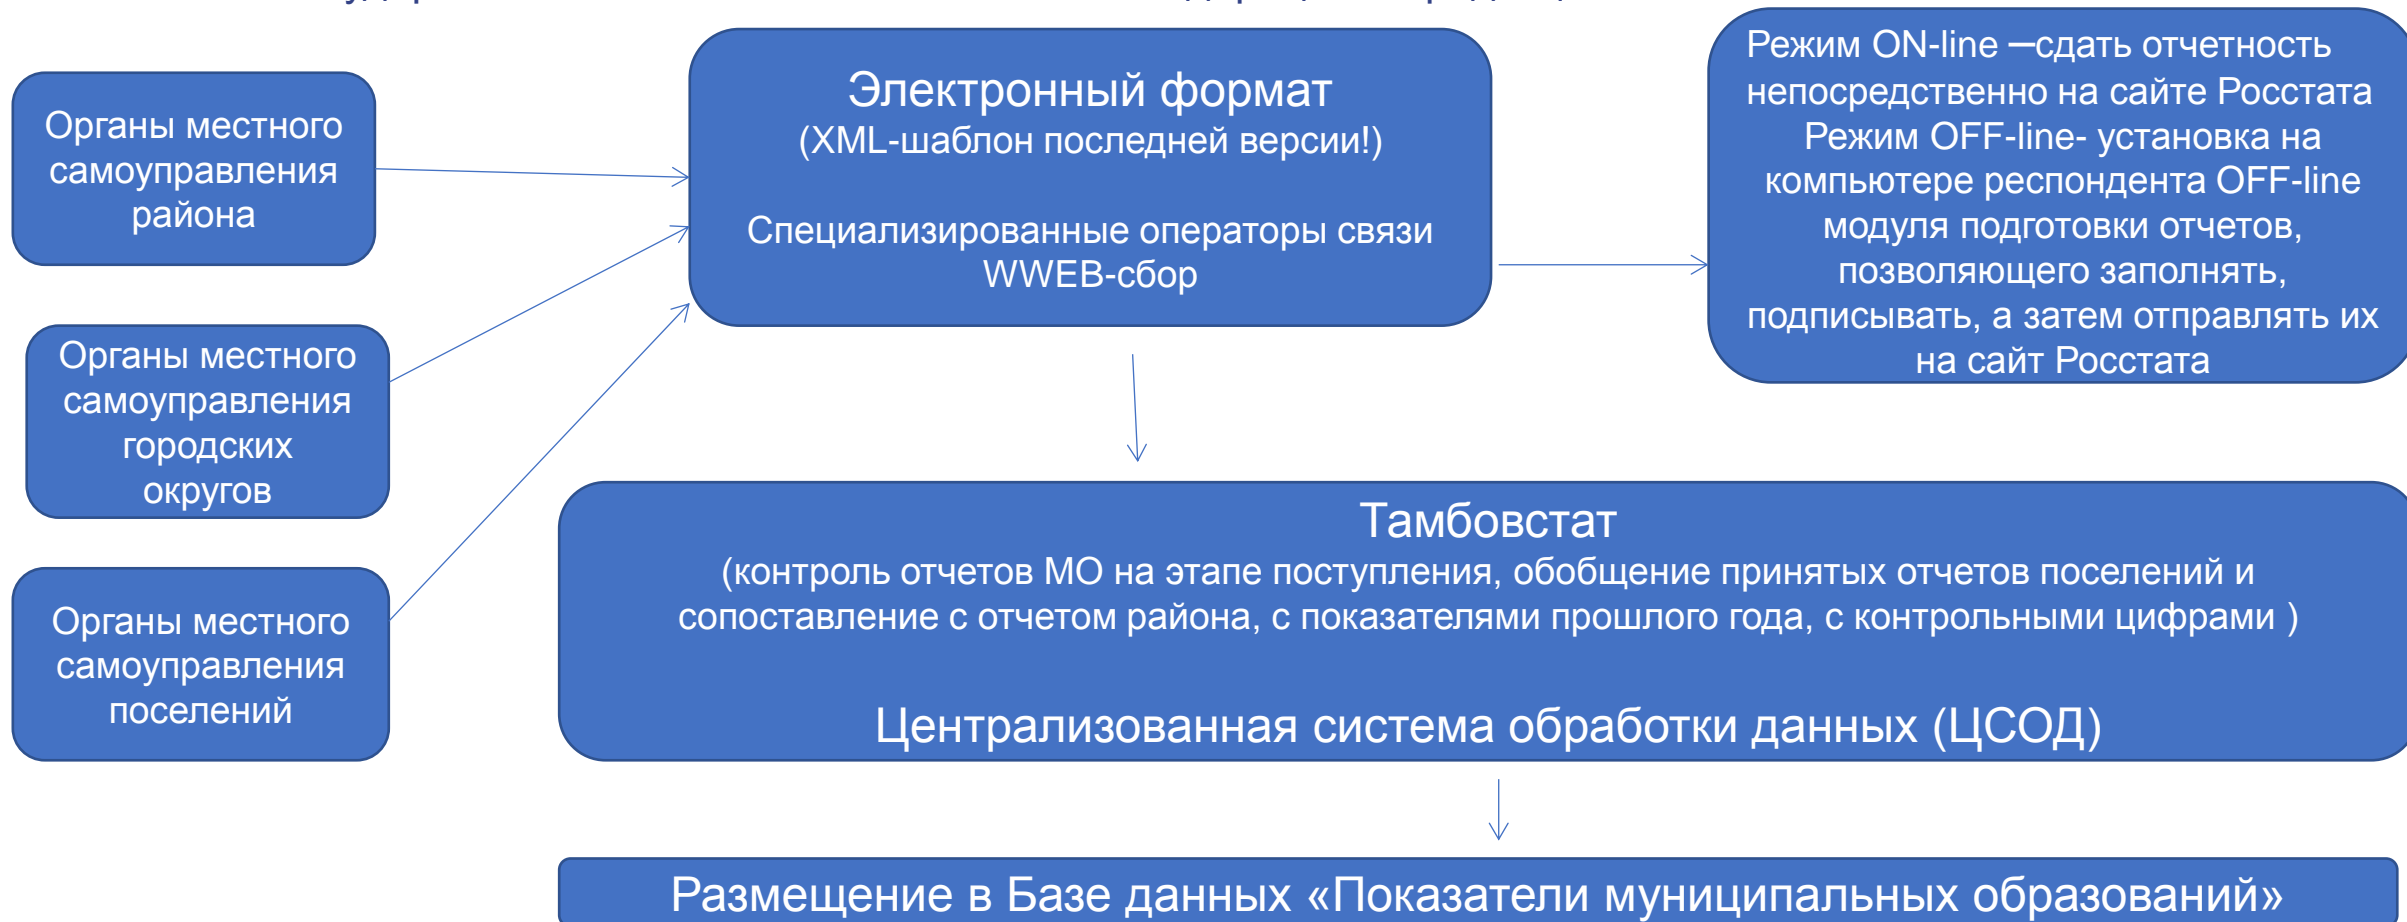 Органы местного
самоуправления
района
Органы местного
самоуправления
городских
округов
Органы местного
самоуправления
поселений
Электронный формат
(XML-шаблон последней версии!)
Специализированные операторы связи
WWEB-сбор
Режим ON-line –сдать отчетность
непосредственно на сайте Росстата
Режим OFF-line- установка на
компьютере респондента OFF-line
модуля подготовки отчетов,
позволяющего заполнять,
подписывать, а затем отправлять их
на сайт Росстата
Тамбовстат
(контроль отчетов МО на этапе поступления, обобщение принятых отчетов поселений и
сопоставление с отчетом района, с показателями прошлого года, с контрольными цифрами )
Централизованная система обработки данных (ЦСОД)
Размещение в Базе данных «Показатели муниципальных образований»